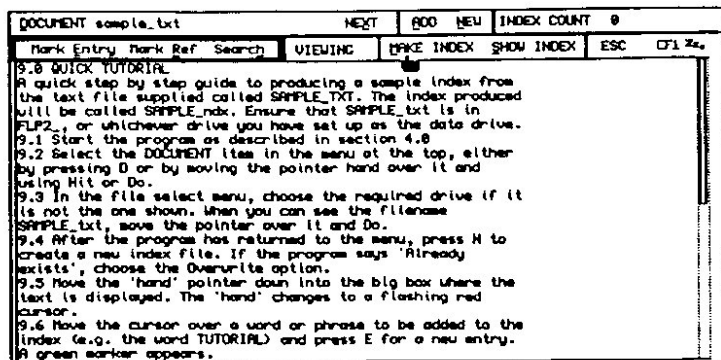 DOCUMENT sample_txt NEXT ADD NEW INDEX COUNT 0
Mark Entry Mark Ref Search VIEWING MAKE INDEX SHOW INDEX ESC CF1 Zz,
9.0 QUICK TUTORIAL
A quick step by step guide to producing a sample index from
the text file supplied called SAMPLE_TXT. The index produced
will be called SAMPLE_ndx. Ensure that SAMPLE_txt is in
FLP2_, or whichever drive you have set up as the data drive.
9.1 Start the program as described in section 4.0
9.2 Select the DOCUMENT item in the menu at the top, either
by pressing D or by moving the pointer hand over it and
using Hit or Do.
9.3 In the file select menu, choose the required drive if it
is not the one shown. When you can see the filename
SAMPLE_txt, move the pointer over it and Do.
9.4 After the program has returned to the menu, press W to
create a new index file. If the program says 'Already
exists', choose the Overwrite option.
9.5 Move the 'hand' pointer down into the big box where the
text is displayed. The 'hand' changes to a flashing red
cursor.
9.6 Move the cursor over a word or phrase to be added to the
index (e.g. the word TUTORIAL) and press E for a new entry.
A green marker appears.